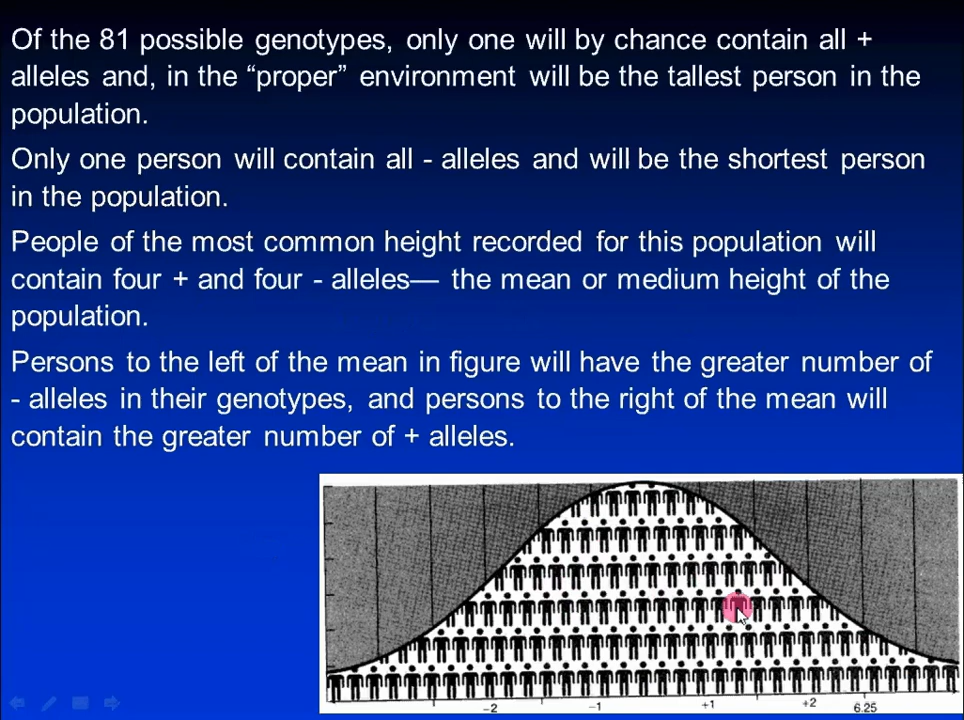 Of the 81 possible genotypes, only one will by chance contain all +
alleles and, in the “proper” environment will be the tallest person in the
population.
Only one person will contain all - alleles and will be the shortest person
in the population.
People of the most common height recorded for this population will
contain four + and four - alleles— the mean or medium height of the
population.
Persons to the left of the mean in figure will have the greater number of
- alleles in their genotypes, and persons to the right of the mean will
contain the greater number of + alleles.
-2 -1 +1 +2 6.25